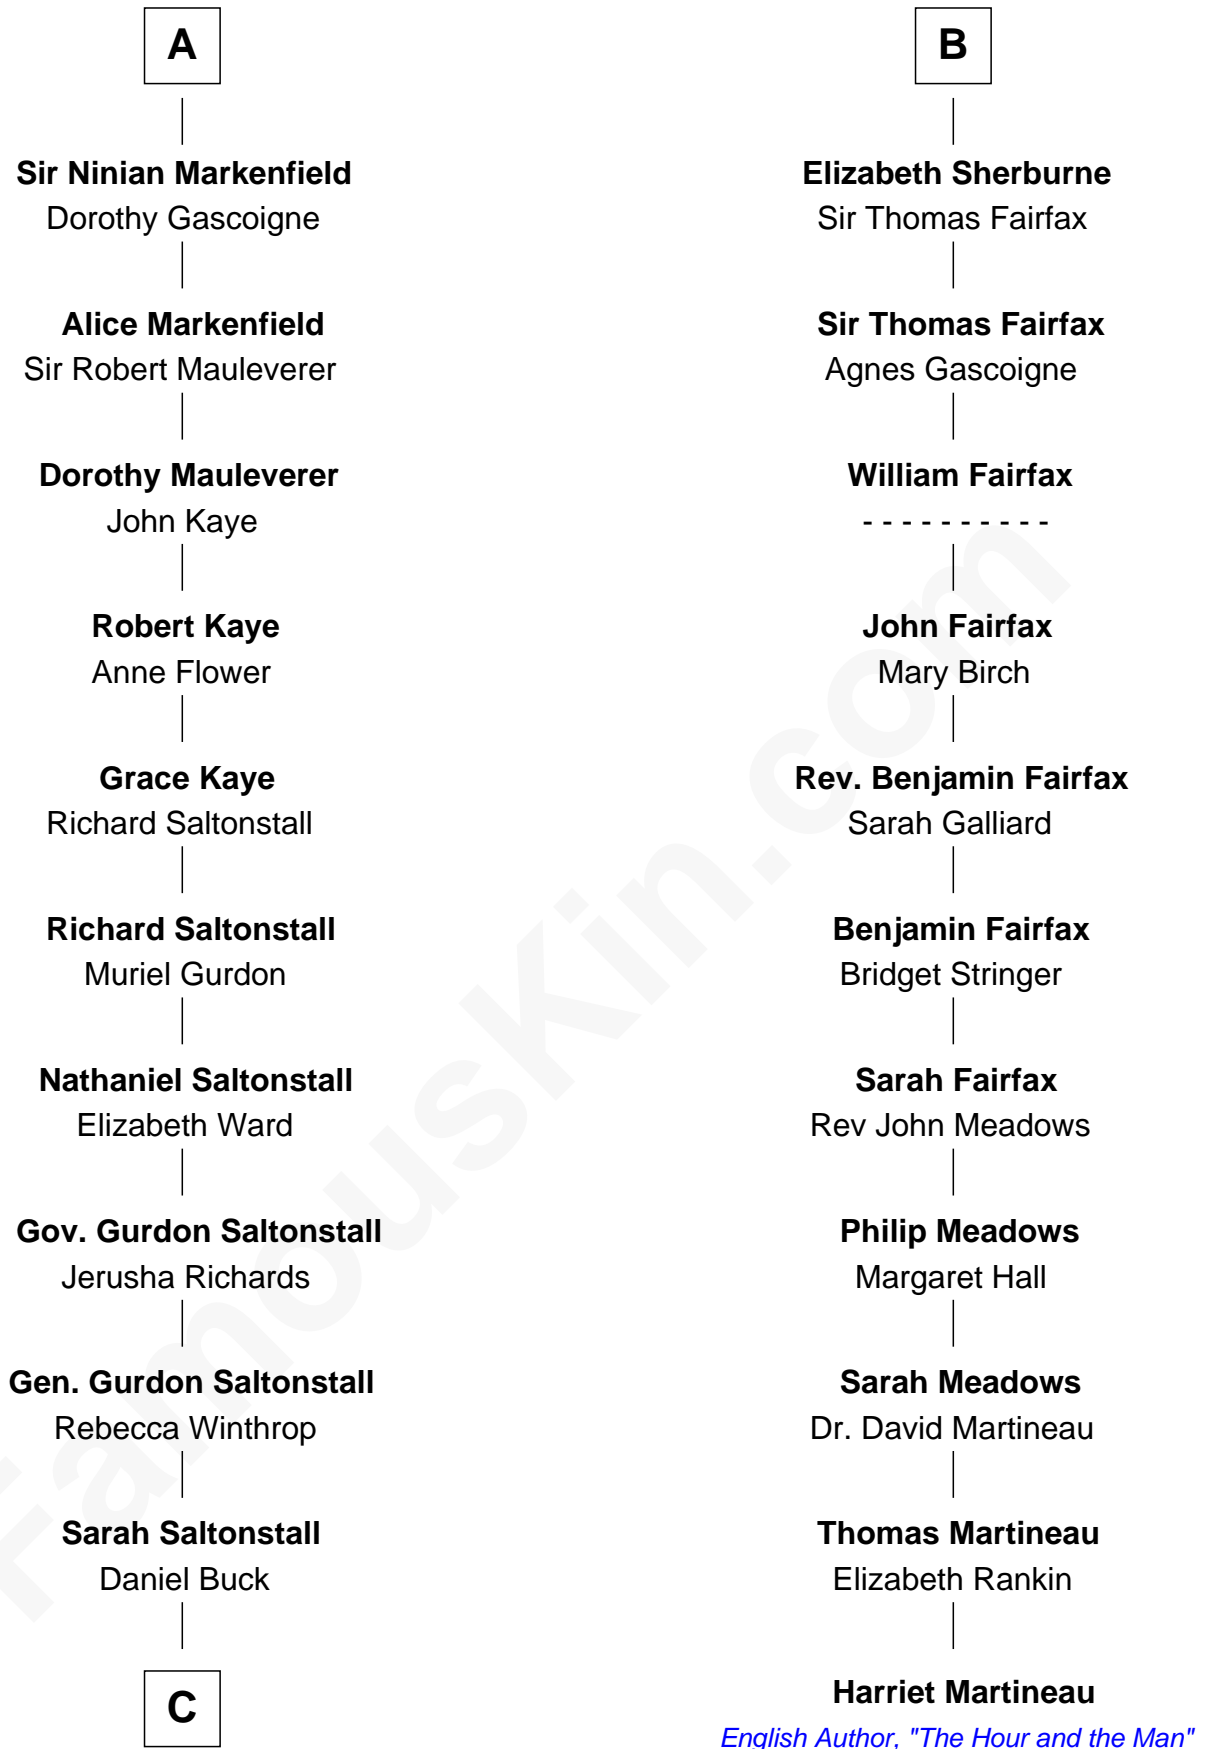 A
Sir Ninian Markenfield
Dorothy Gascoigne
Alice Markenfield
Sir Robert Mauleverer
Dorothy Mauleverer
John Kaye
Robert Kaye
Anne Flower
Grace Kaye
Richard Saltonstall
Richard Saltonstall
Muriel Gurdon
Nathaniel Saltonstall
Elizabeth Ward
Gov. Gurdon Saltonstall
Jerusha Richards
Gen. Gurdon Saltonstall
Rebecca Winthrop
Sarah Saltonstall
Daniel Buck
C
B
Elizabeth Sherburne
Sir Thomas Fairfax
Sir Thomas Fairfax
Agnes Gascoigne
William Fairfax
- - - - - - - - - -
John Fairfax
Mary Birch
Rev. Benjamin Fairfax
Sarah Galliard
Benjamin Fairfax
Bridget Stringer
Sarah Fairfax
Rev John Meadows
Philip Meadows
Margaret Hall
Sarah Meadows
Dr. David Martineau
Thomas Martineau
Elizabeth Rankin
Harriet Martineau
English Author, "The Hour and the Man"
FamousKin.com